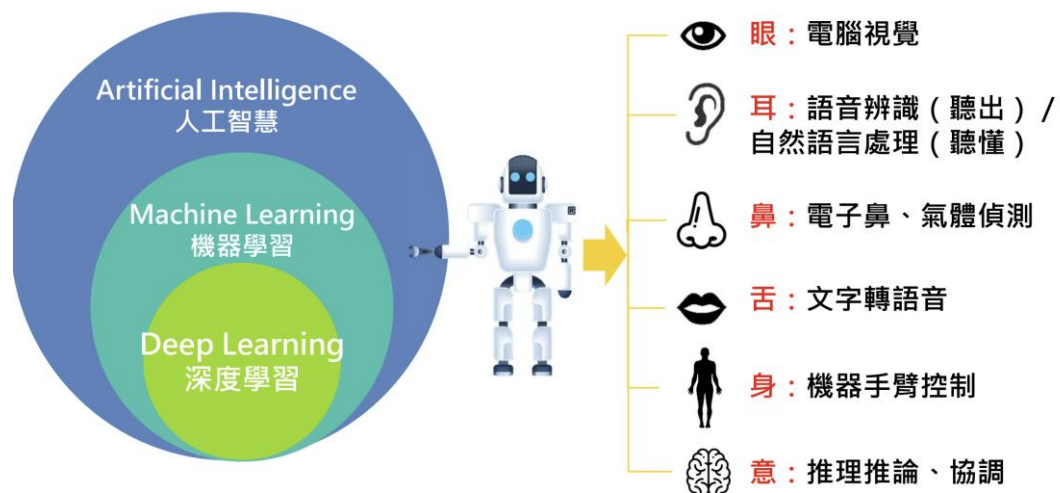 Artificial Intelligence
人工智慧
Machine Learning
機器學習
Deep Learning
深度學習
眼：電腦視覺
耳：語音辨識（聽出）/
自然語言處理（聽懂）
鼻：電子鼻、氣體偵測
舌：文字轉語音
身：機器手臂控制
意：推理推論、協調